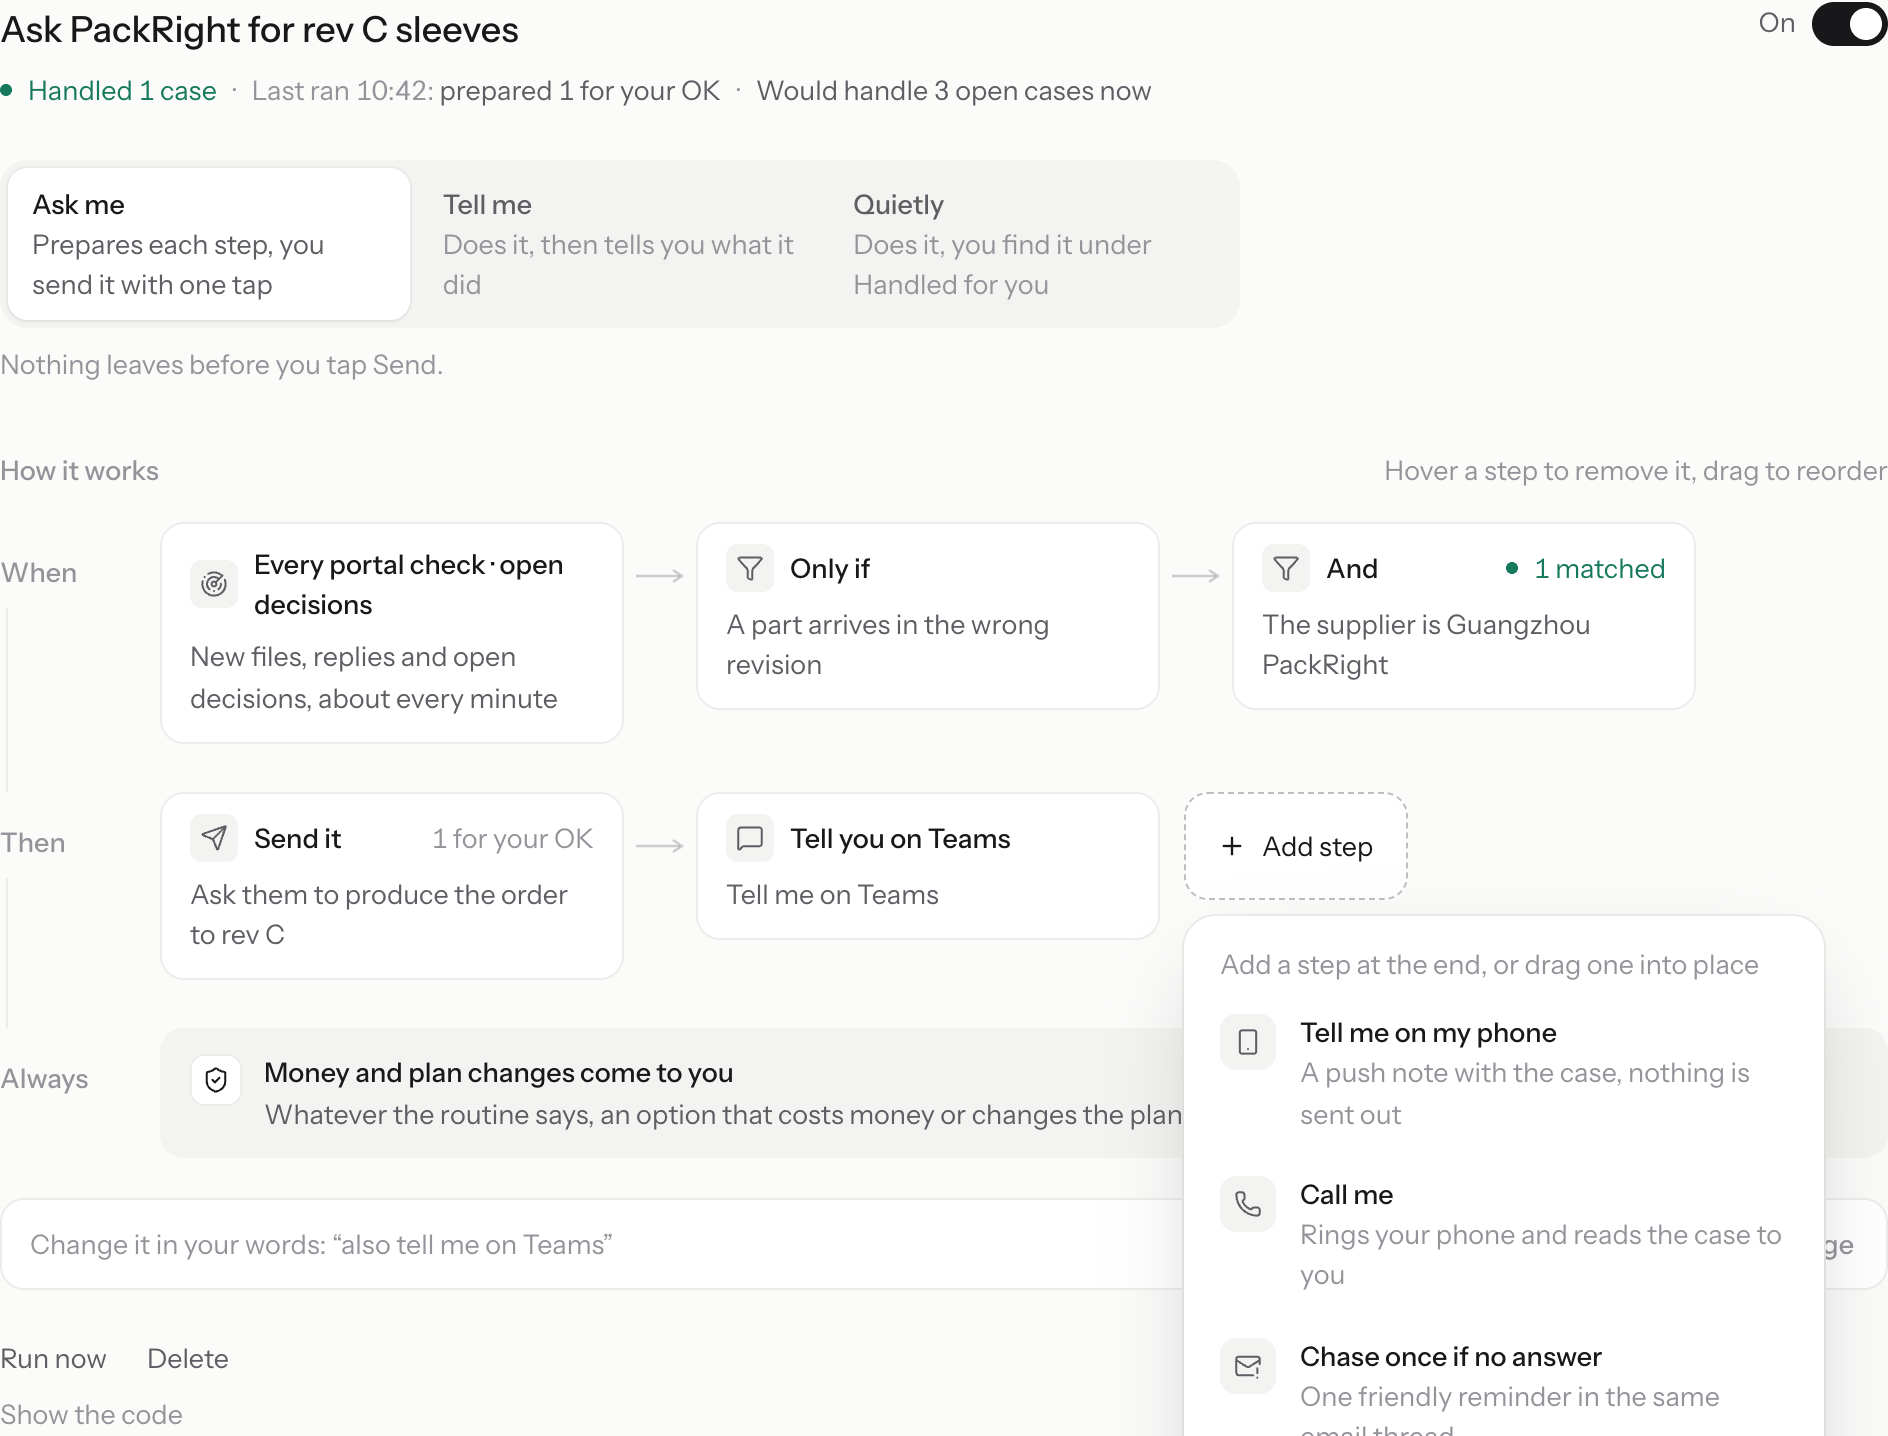 Ask PackRight for rev C sleeves
On
Handled 1 case · Last ran 10:42: prepared 1 for your OK · Would handle 3 open cases now
Ask me
Prepares each step, you
send it with one tap
Tell me
Does it, then tells you what it
did
Quietly
Does it, you find it under
Handled for you
Nothing leaves before you tap Send.
How it works
Hover a step to remove it, drag to reorder
When
Every portal check · open
decisions
New files, replies and open
decisions, about every minute
Only if
A part arrives in the wrong
revision
And
1 matched
The supplier is Guangzhou
PackRight
Then
Send it
1 for your OK
Ask them to produce the order
to rev C
Tell you on Teams
Tell me on Teams
+ Add step
Add a step at the end, or drag one into place
Tell me on my phone
A push note with the case, nothing is
sent out
Call me
Rings your phone and reads the case to
you
Chase once if no answer
One friendly reminder in the same
email thread
Always
Money and plan changes come to you
Whatever the routine says, an option that costs money or changes the plan
Change it in your words: “also tell me on Teams”
Run now
Delete
Show the code